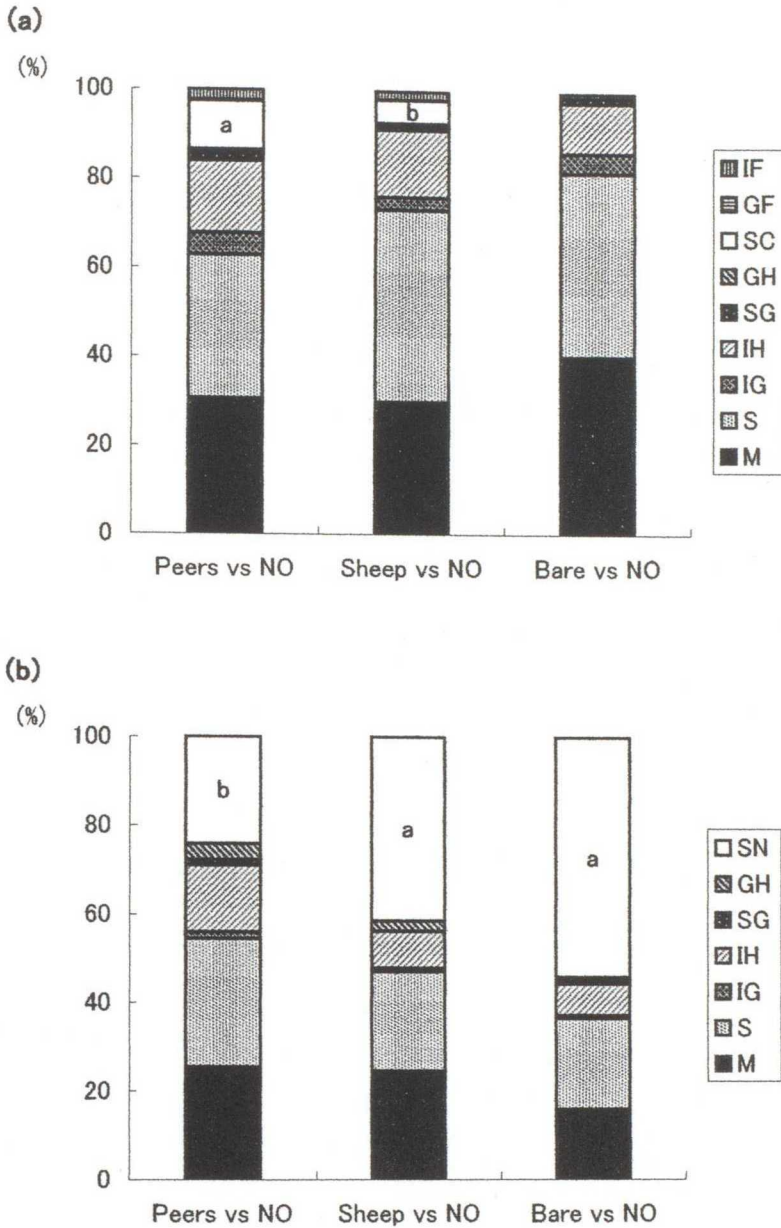 (a)
(%)
100
80
60
40
20
0
a
b
Peers vs NO
Sheep vs NO
Bare vs NO
IF
GF
SC
GH
SG
IH
IG
S
M
(b)
(%)
100
80
60
40
20
0
b
a
a
Peers vs NO
Sheep vs NO
Bare vs NO
SN
GH
SG
IH
IG
S
M